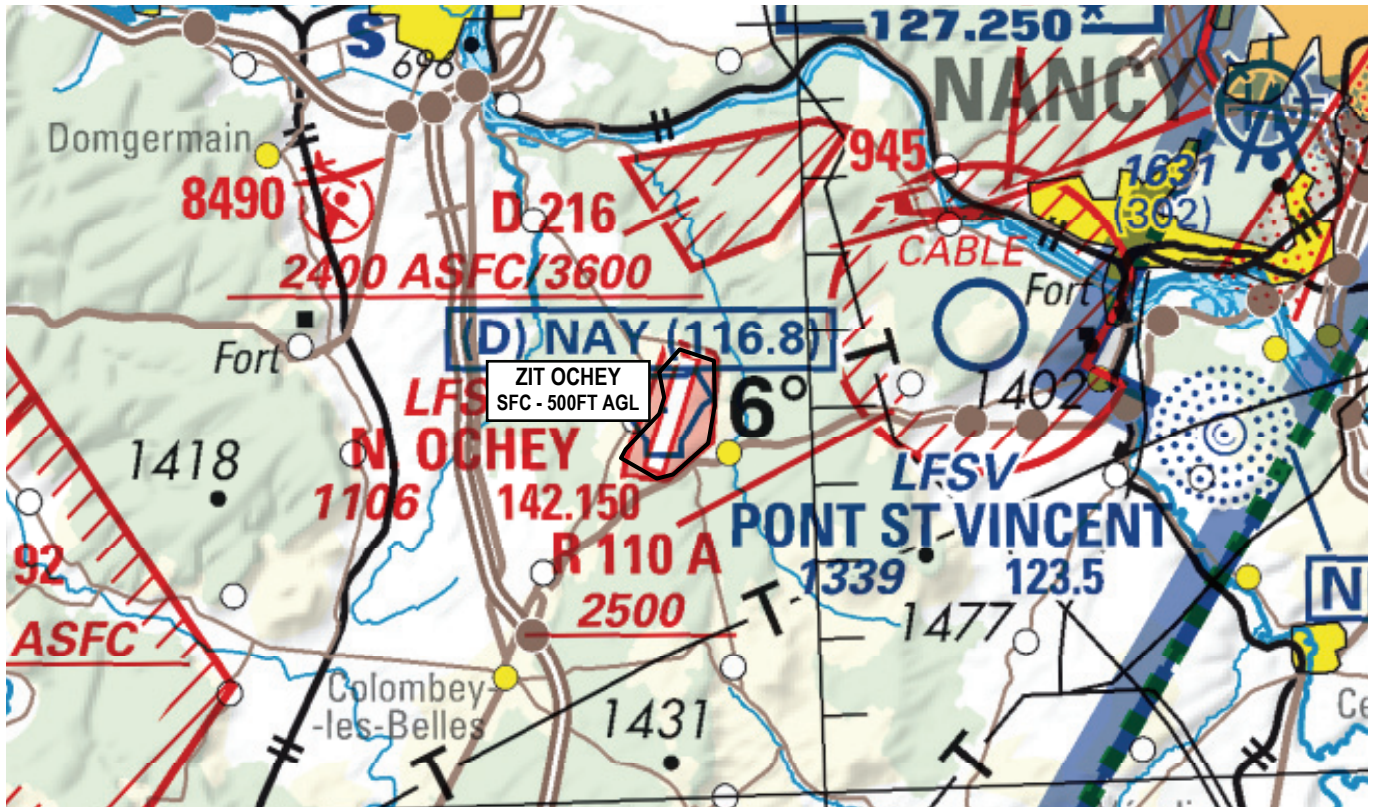 127.250*
S
696
NANCY
Domgermain
945
1631
(302)
8490
D 216
CABLE
2400 ASFC/3600
Fort
(D) NAY (116.8)
Fort
ZIT OCHEY
SFC - 500FT AGL
6°
1402
LFS
N OCHEY
1418
LFSV
1106
142.150
PONT ST VINCENT
R 110 A
92
1339
123.5
N
2500
ASFC
1477
Colombey-
-les-Belles
1431
Ce